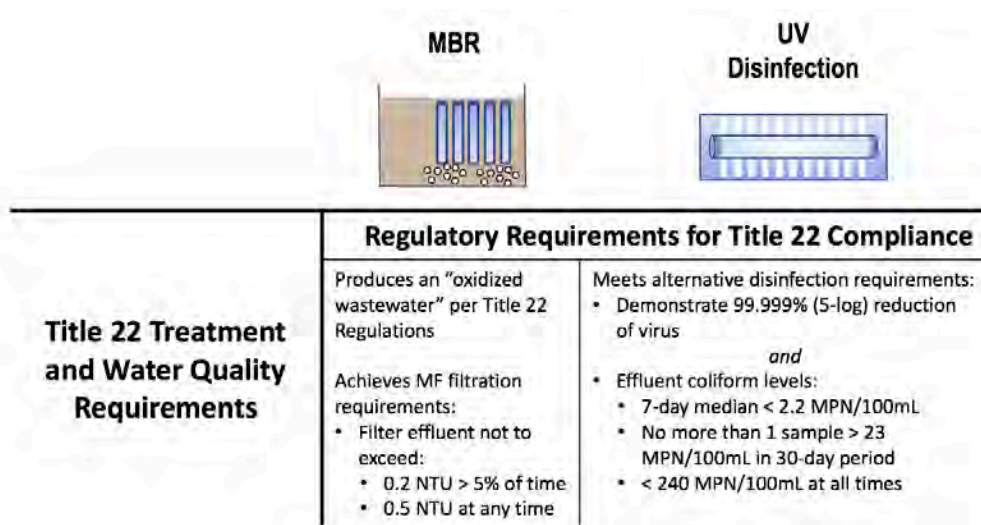 MBR
UV
Disinfection
Regulatory Requirements for Title 22 Compliance
Title 22 Treatment
and Water Quality
Requirements
Produces an “oxidized
wastewater” per Title 22
Regulations
Achieves MF filtration
requirements:
• Filter effluent not to
exceed:
• 0.2 NTU > 5% of time
• 0.5 NTU at any time
Meets alternative disinfection requirements:
• Demonstrate 99.999% (5-log) reduction
of virus
and
• Effluent coliform levels:
• 7-day median < 2.2 MPN/100mL
• No more than 1 sample > 23
MPN/100mL in 30-day period
• < 240 MPN/100mL at all times